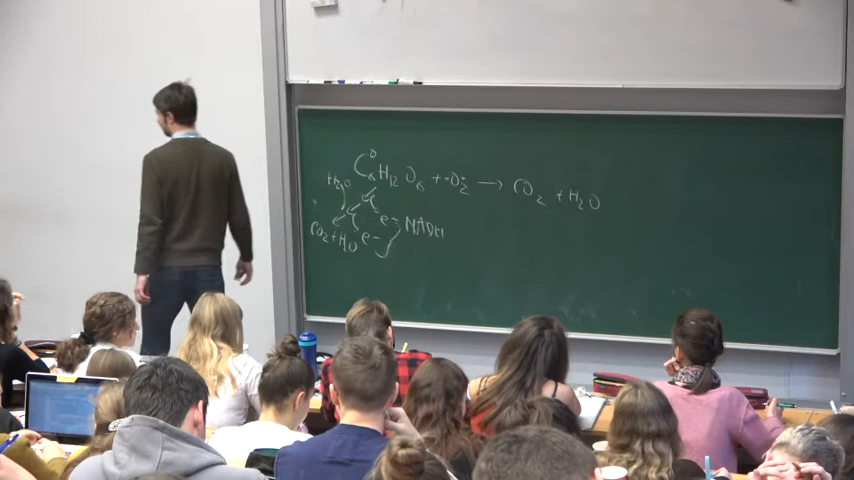 C₆H₁₂O₆ + O₂ → CO₂ + H₂O
+H₂O
e- NADH
CO₂+H₂O e-